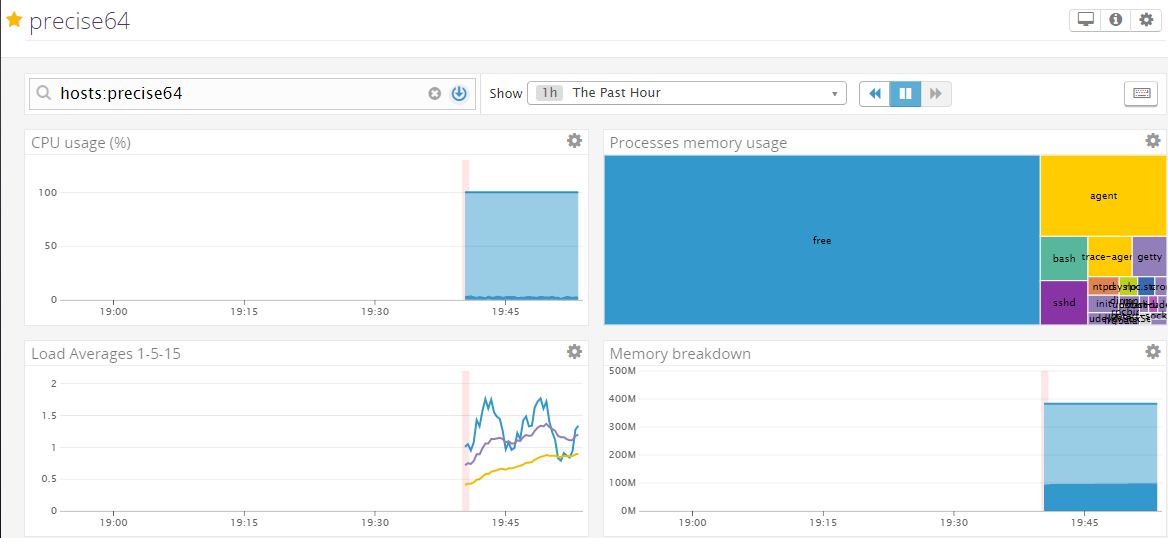 precise64
hosts:precise64
Show 1h The Past Hour
CPU usage (%)
100
50
0
19:00 19:15 19:30 19:45
Processes memory usage
free
agent
bash
trace-agen
getty
sshd
ntpd
init
Load Averages 1-5-15
2
1.5
1
0.5
0
19:00 19:15 19:30 19:45
Memory breakdown
500M
400M
300M
200M
100M
0M
19:00 19:15 19:30 19:45